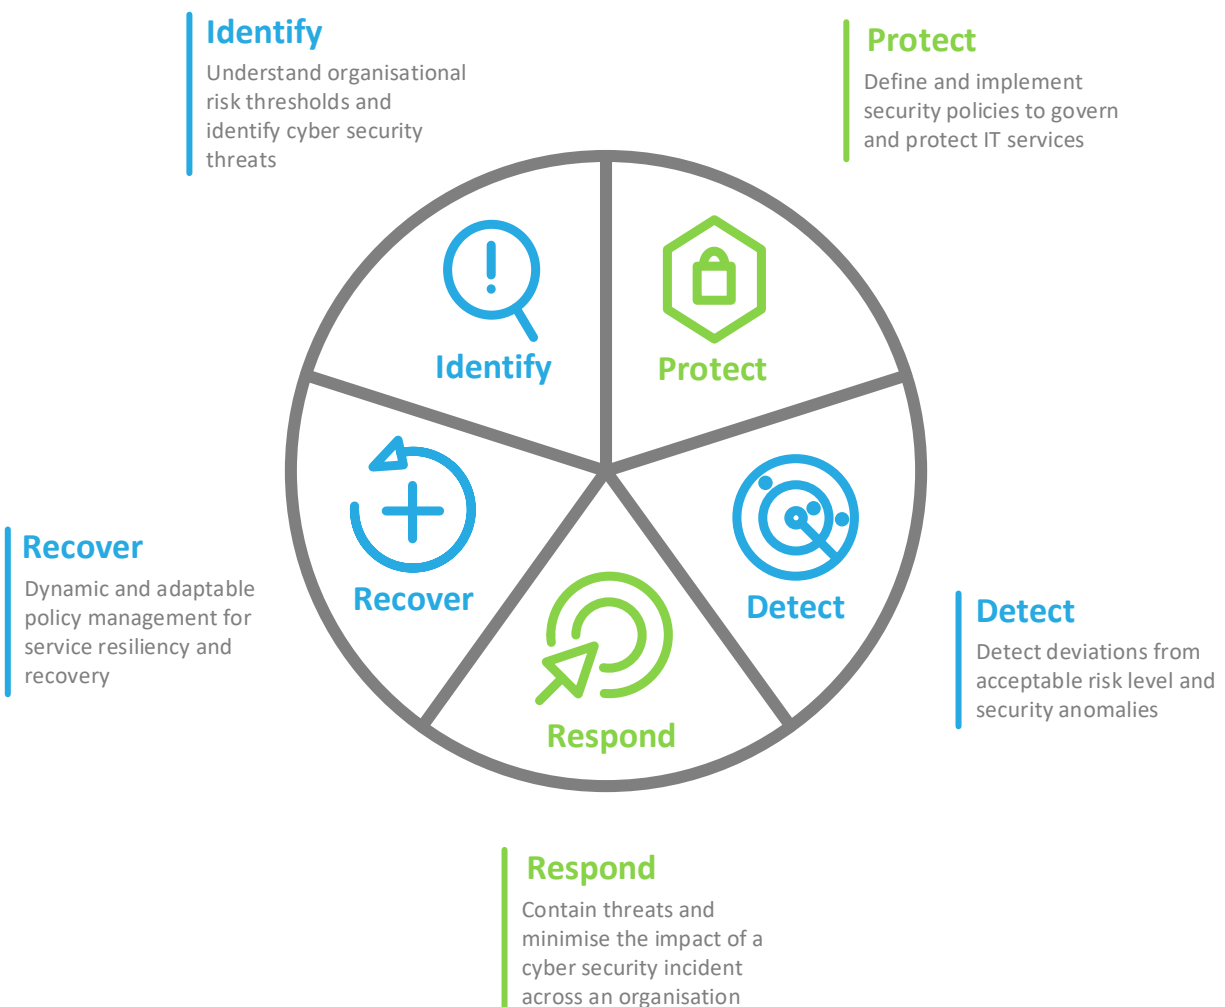 Identify
Understand organisational
risk thresholds and
identify cyber security
threats
Protect
Define and implement
security policies to govern
and protect IT services
Identify
Protect
Recover
Detect
Respond
Recover
Dynamic and adaptable
policy management for
service resiliency and
recovery
Detect
Detect deviations from
acceptable risk level and
security anomalies
Respond
Contain threats and
minimise the impact of a
cyber security incident
across an organisation